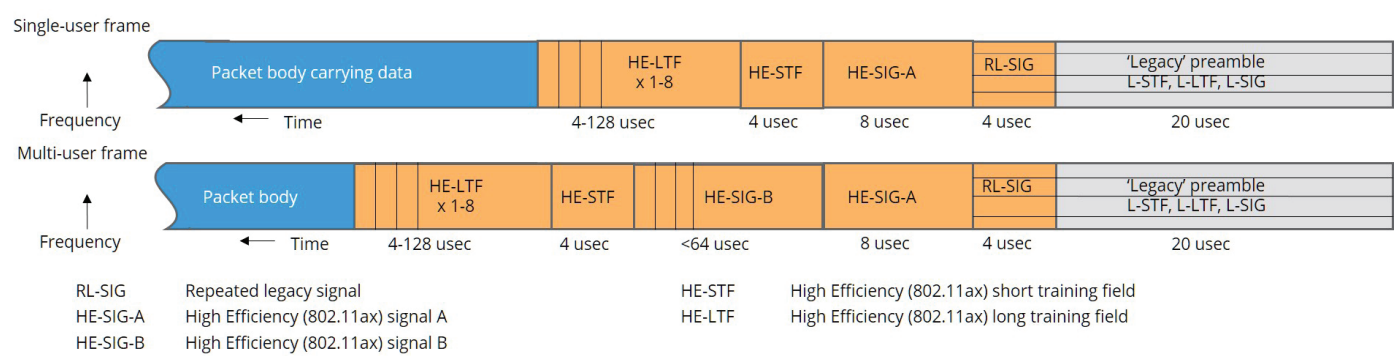 Single-user frame
Packet body carrying data
HE-LTF
x 1-8
HE-STF
HE-SIG-A
RL-SIG
‘Legacy’ preamble
L-STF, L-LTF, L-SIG
Frequency
Time
4-128 usec
4 usec
8 usec
4 usec
20 usec
Multi-user frame
Packet body
HE-LTF
x 1-8
HE-STF
HE-SIG-B
HE-SIG-A
RL-SIG
‘Legacy’ preamble
L-STF, L-LTF, L-SIG
Frequency
Time
4-128 usec
4 usec
<64 usec
8 usec
4 usec
20 usec
RL-SIG Repeated legacy signal
HE-SIG-A High Efficiency (802.11ax) signal A
HE-SIG-B High Efficiency (802.11ax) signal B
HE-STF High Efficiency (802.11ax) short training field
HE-LTF High Efficiency (802.11ax) long training field